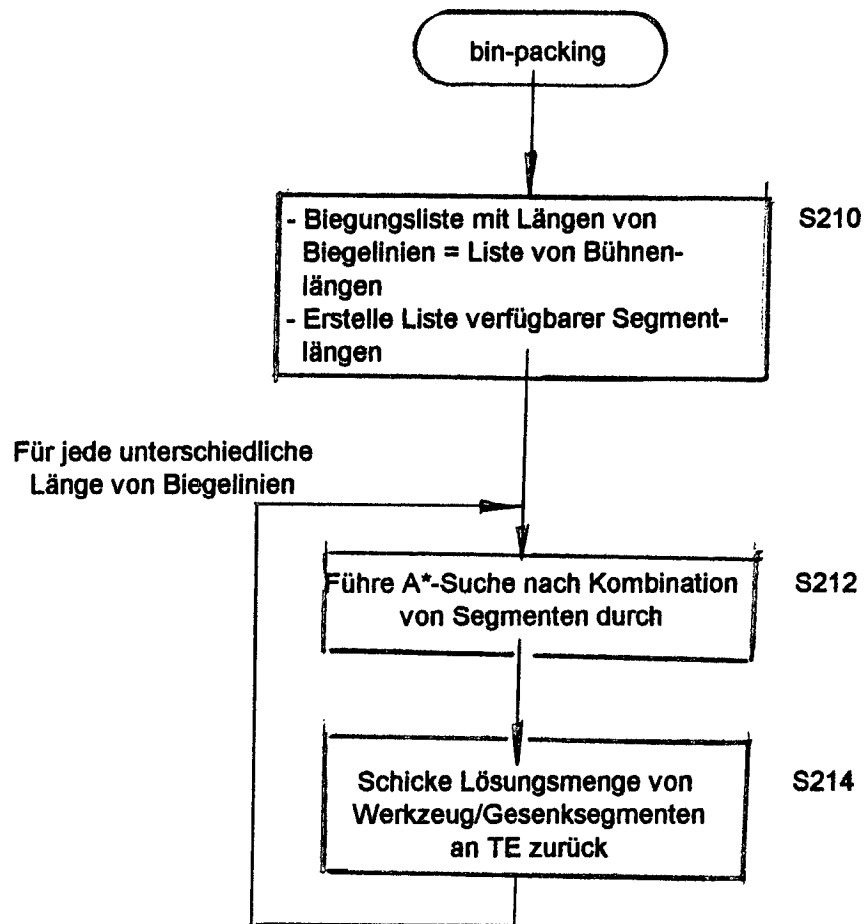 bin-packing
- Biegungsliste mit Längen von
Biegelinien = Liste von Bühnen-
längen
- Erstelle Liste verfügbarer Segment-
längen
S210
Für jede unterschiedliche
Länge von Biegelinien
Führe A*-Suche nach Kombination
von Segmenten durch
S212
Schicke Lösungsmenge von
Werkzeug/Gesenksegmenten
an TE zurück
S214